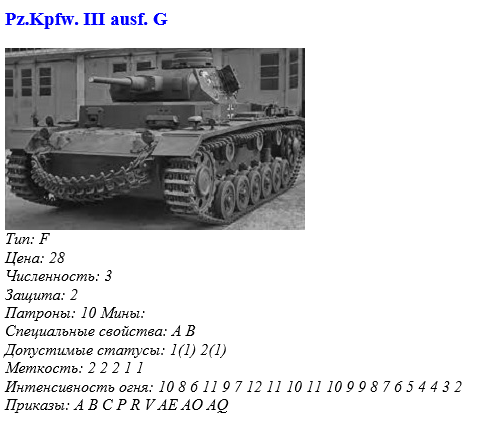 Pz.Kpfw. III ausf. G
Тип: F
Цена: 28
Численность: 3
Защита: 2
Патроны: 10 Мины:
Специальные свойства: A B
Допустимые статусы: 1(1) 2(1)
Меткость: 2 2 2 1 1
Интенсивность огня: 10 8 6 11 9 7 12 11 10 11 10 9 9 8 7 6 5 4 4 3 2
Приказы: A B C P R V AE AO AQ